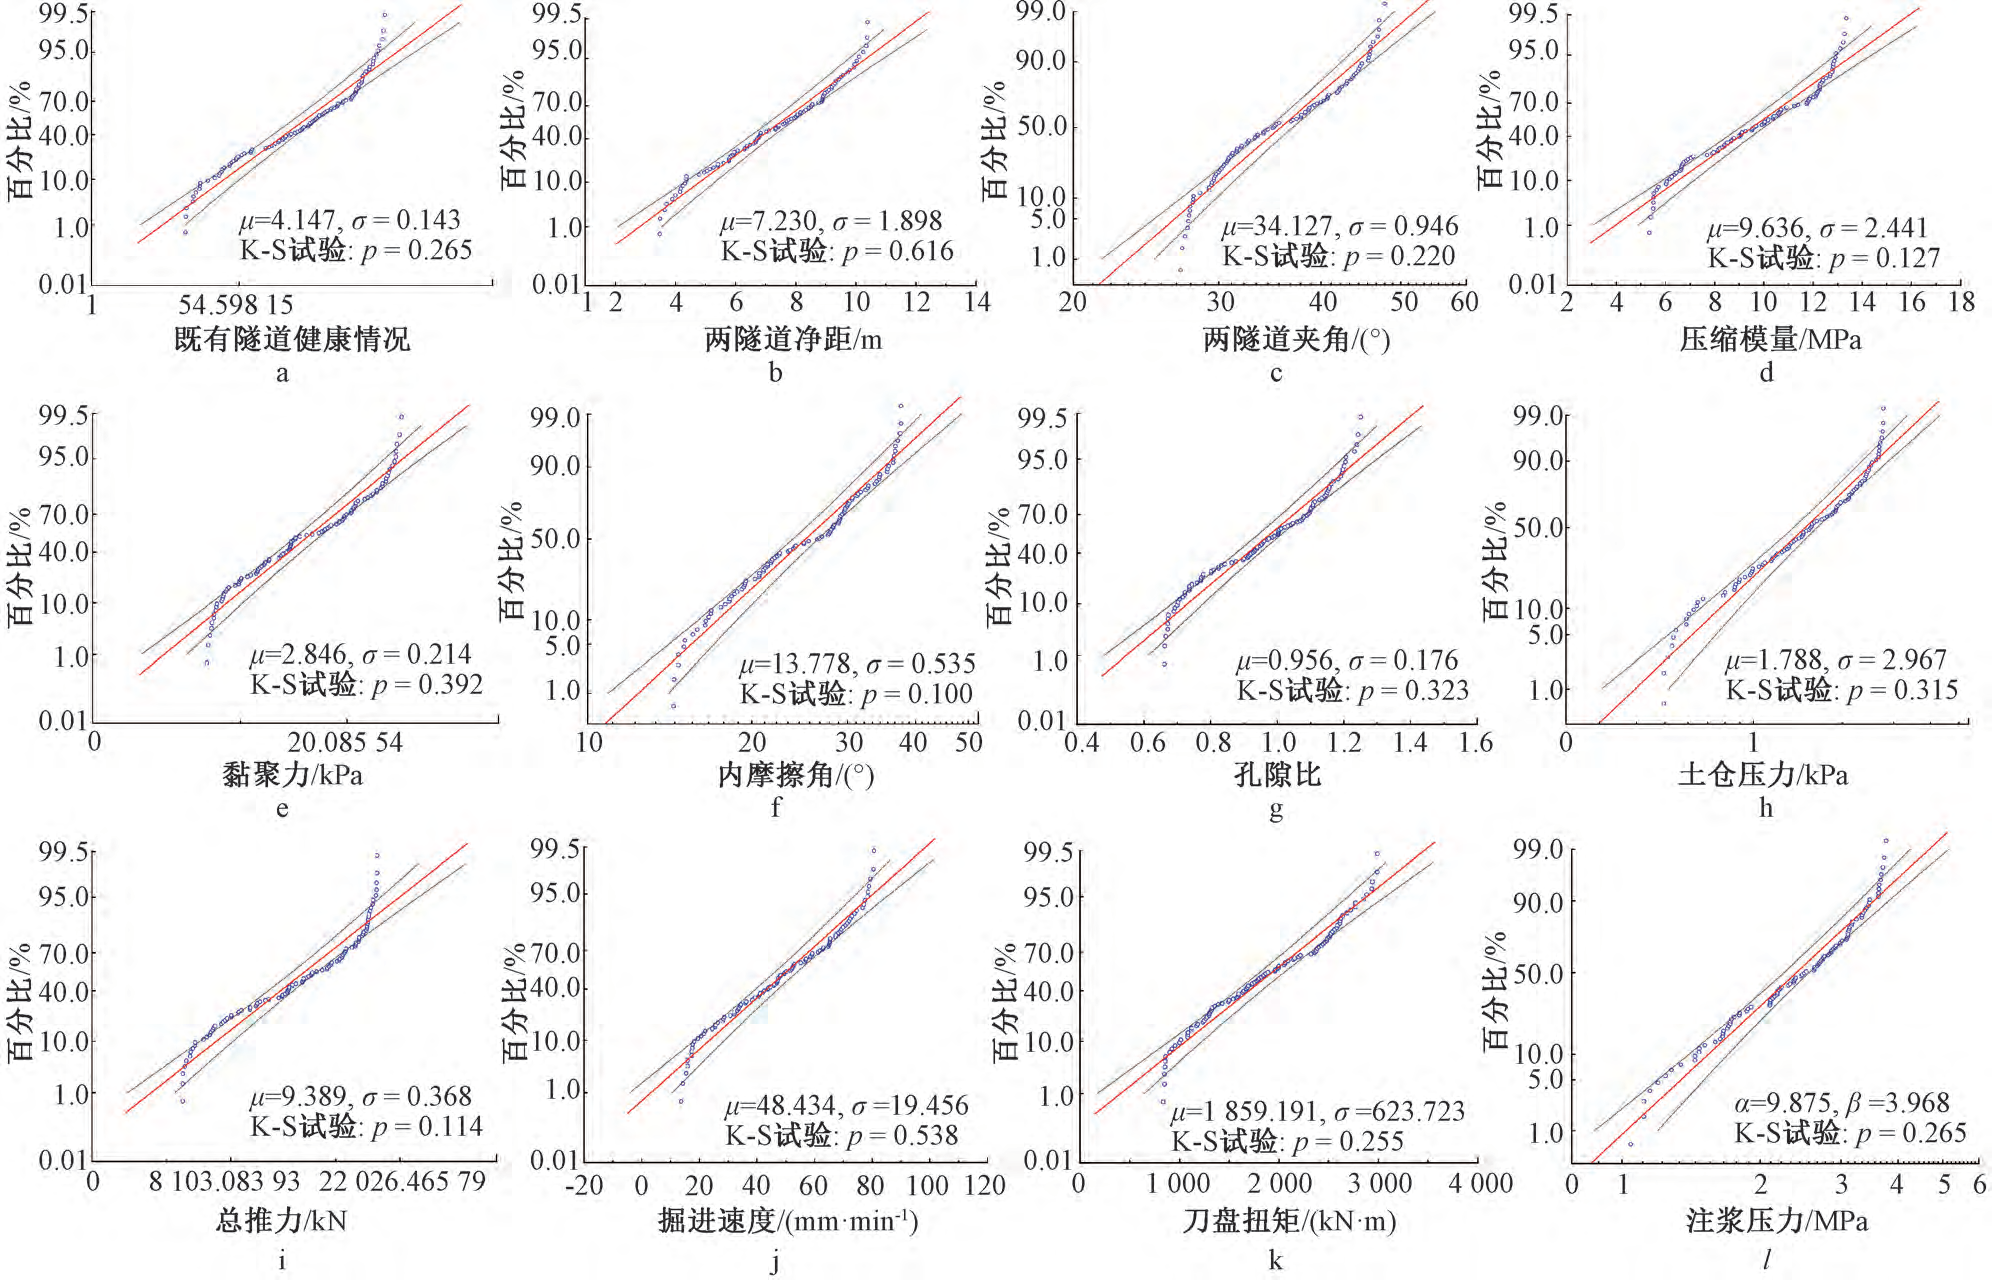 99.5
95.0
70.0
40.0
10.0
1.0
0.01
百分比/%
μ=4.147, σ = 0.143
K-S试验: p = 0.265
1 54.598 15
既有隧道健康情况
a
99.5
95.0
70.0
40.0
10.0
1.0
0.01
百分比/%
μ=7.230, σ = 1.898
K-S试验: p = 0.616
1 2 4 6 8 10 12 14
两隧道净距/m
b
99.0
90.0
50.0
10.0
5.0
1.0
百分比/%
μ=34.127, σ = 0.946
K-S试验: p = 0.220
20 30 40 50 60
两隧道夹角/(°)
c
99.5
95.0
70.0
40.0
10.0
1.0
0.01
百分比/%
μ=9.636, σ = 2.441
K-S试验: p = 0.127
2 4 6 8 10 12 14 16 18
压缩模量/MPa
d
99.5
95.0
70.0
40.0
10.0
1.0
0.01
百分比/%
μ=2.846, σ = 0.214
K-S试验: p = 0.392
0 20.085 54
黏聚力/kPa
e
99.0
90.0
50.0
10.0
5.0
1.0
百分比/%
μ=13.778, σ = 0.535
K-S试验: p = 0.100
10 20 30 40 50
内摩擦角/(°)
f
99.5
95.0
70.0
40.0
10.0
1.0
0.01
百分比/%
μ=0.956, σ = 0.176
K-S试验: p = 0.323
0.4 0.6 0.8 1.0 1.2 1.4 1.6
孔隙比
g
99.0
90.0
50.0
10.0
5.0
1.0
百分比/%
μ=1.788, σ = 2.967
K-S试验: p = 0.315
0 1
土仓压力/kPa
h
99.5
95.0
70.0
40.0
10.0
1.0
0.01
百分比/%
μ=9.389, σ = 0.368
K-S试验: p = 0.114
0 8 103.083 93 22 026.465 79
总推力/kN
i
99.5
95.0
70.0
40.0
10.0
1.0
0.01
百分比/%
μ=48.434, σ =19.456
K-S试验: p = 0.538
-20 0 20 40 60 80 100 120
掘进速度/(mm·min⁻¹)
j
99.5
95.0
70.0
40.0
10.0
1.0
0.01
百分比/%
μ=1 859.191, σ =623.723
K-S试验: p = 0.255
0 1 000 2 000 3 000 4 000
刀盘扭矩/(kN·m)
k
99.0
90.0
50.0
10.0
5.0
1.0
百分比/%
α=9.875, β =3.968
K-S试验: p = 0.265
0 1 2 3 4 5 6
注浆压力/MPa
l